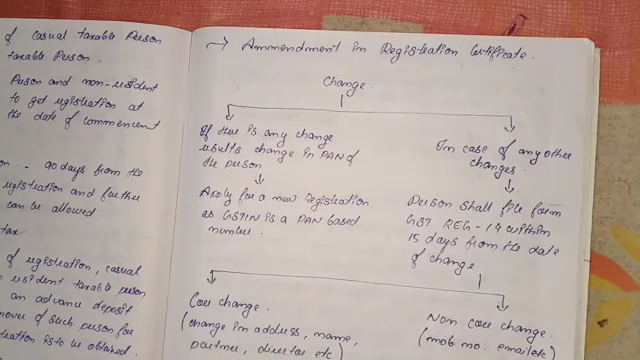 of casual taxable Person
taxable Person.
Person and non-resident
to get registration at
the date of commencement
on - 90 days from the
registration and further
can be allowed
tax
of registration, casual
resident taxable person
an advance deposit
nover of such person for
tration is to be obtained.
→ Ammendment in Registration Certificate.
Change
If there is any change
results change in PAN of
the person
↓
Apply for a new Registration
as GSTIN is a PAN based
number.
In case of any other
changes.
↓
Person shall file form
GST REG-14 within
15 days from the date
of change
Core change.
(change in address, name,
partner, director etc)
Non core change.
(mob no. email etc)